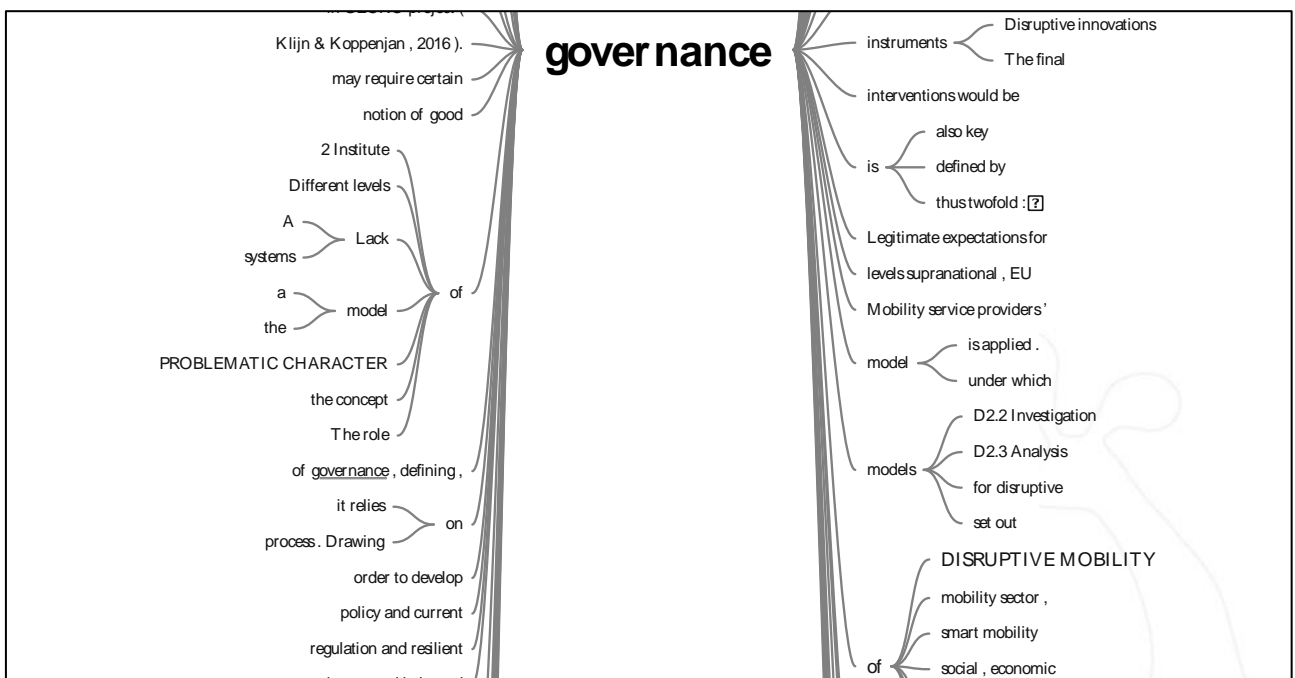 governance
Klijn & Koppenjan , 2016 ).
may require certain
notion of good
2 Institute
Different levels
A
systems
Lack
a
the
model
PROBLEMATIC CHARACTER
the concept
The role
of
of governance , defining ,
it relies
process . Drawing
on
order to develop
policy and current
regulation and resilient
instruments
Disruptive innovations
The final
interventions would be
is
also key
defined by
thus twofold : ?
Legitimate expectations for
levels supranational , EU
Mobility service providers ’
model
is applied .
under which
models
D2.2 Investigation
D2.3 Analysis
for disruptive
set out
of
DISRUPTIVE MOBILITY
mobility sector ,
smart mobility
social , economic